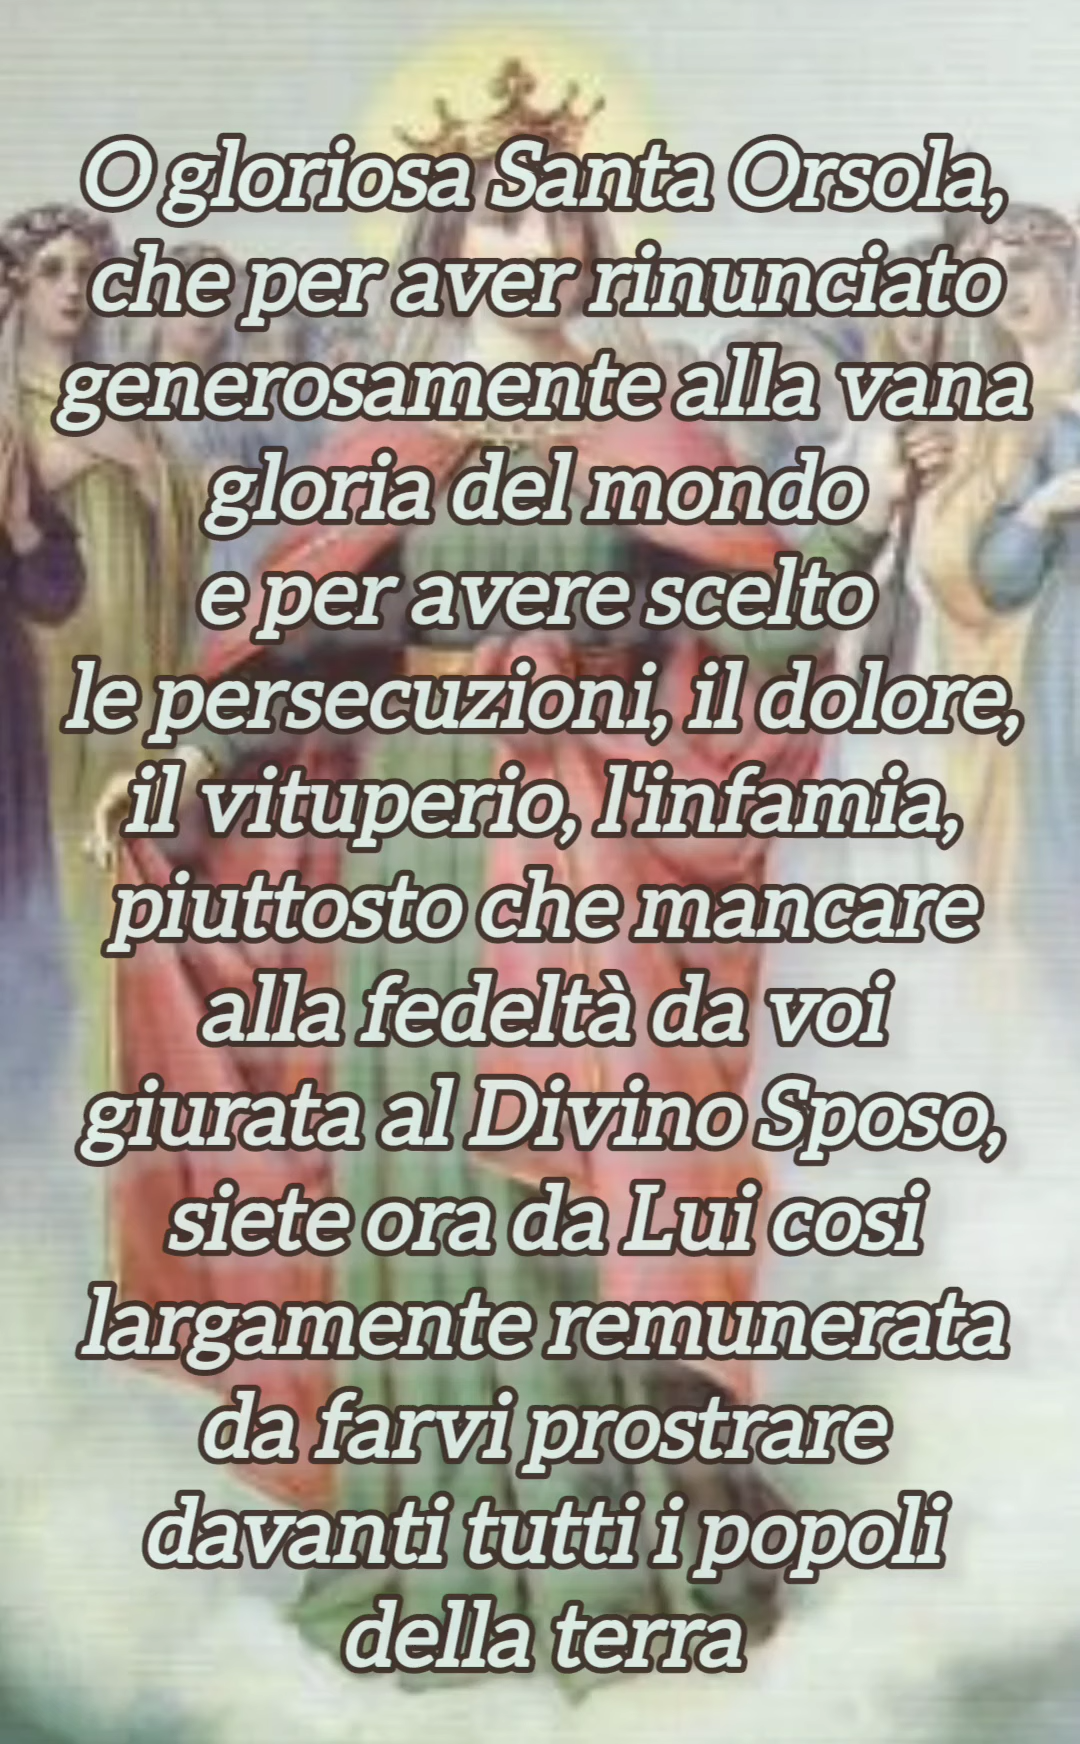 O gloriosa Santa Orsola,
che per aver rinunciato
generosamente alla vana
gloria del mondo
e per avere scelto
le persecuzioni, il dolore,
il vituperio, l'infamia,
piuttosto che mancare
alla fedeltà da voi
giurata al Divino Sposo,
siete ora da Lui cosi
largamente remunerata
da farvi prostrare
davanti tutti i popoli
della terra